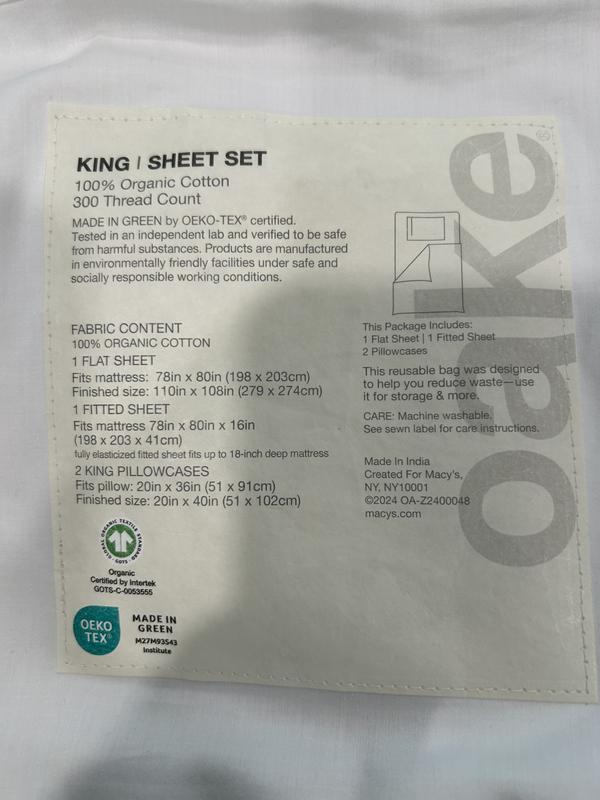 KING | SHEET SET
100% Organic Cotton
300 Thread Count
MADE IN GREEN by OEKO-TEX® certified.
Tested in an independent lab and verified to be safe
from harmful substances. Products are manufactured
in environmentally friendly facilities under safe and
socially responsible working conditions.
FABRIC CONTENT
100% ORGANIC COTTON
1 FLAT SHEET
Fits mattress: 78in x 80in (198 x 203cm)
Finished size: 110in x 108in (279 x 274cm)
1 FITTED SHEET
Fits mattress 78in x 80in x 16in
(198 x 203 x 41cm)
fully elasticized fitted sheet fits up to 18-inch deep mattress
2 KING PILLOWCASES
Fits pillow: 20in x 36in (51 x 91cm)
Finished size: 20in x 40in (51 x 102cm)
GLOBAL ORGANIC TEXTILE STANDARD
GOTS
Organic
Certified by Intertek
GOTS-C-0053555
OEKO
TEX®
MADE IN
GREEN
M27M93S43
Institute
This Package Includes:
1 Flat Sheet | 1 Fitted Sheet
2 Pillowcases
This reusable bag was designed
to help you reduce waste—use
it for storage & more.
CARE: Machine washable.
See sewn label for care instructions.
Made In India
Created For Macy's,
NY, NY10001
©2024 OA-Z2400048
macys.com
oake®